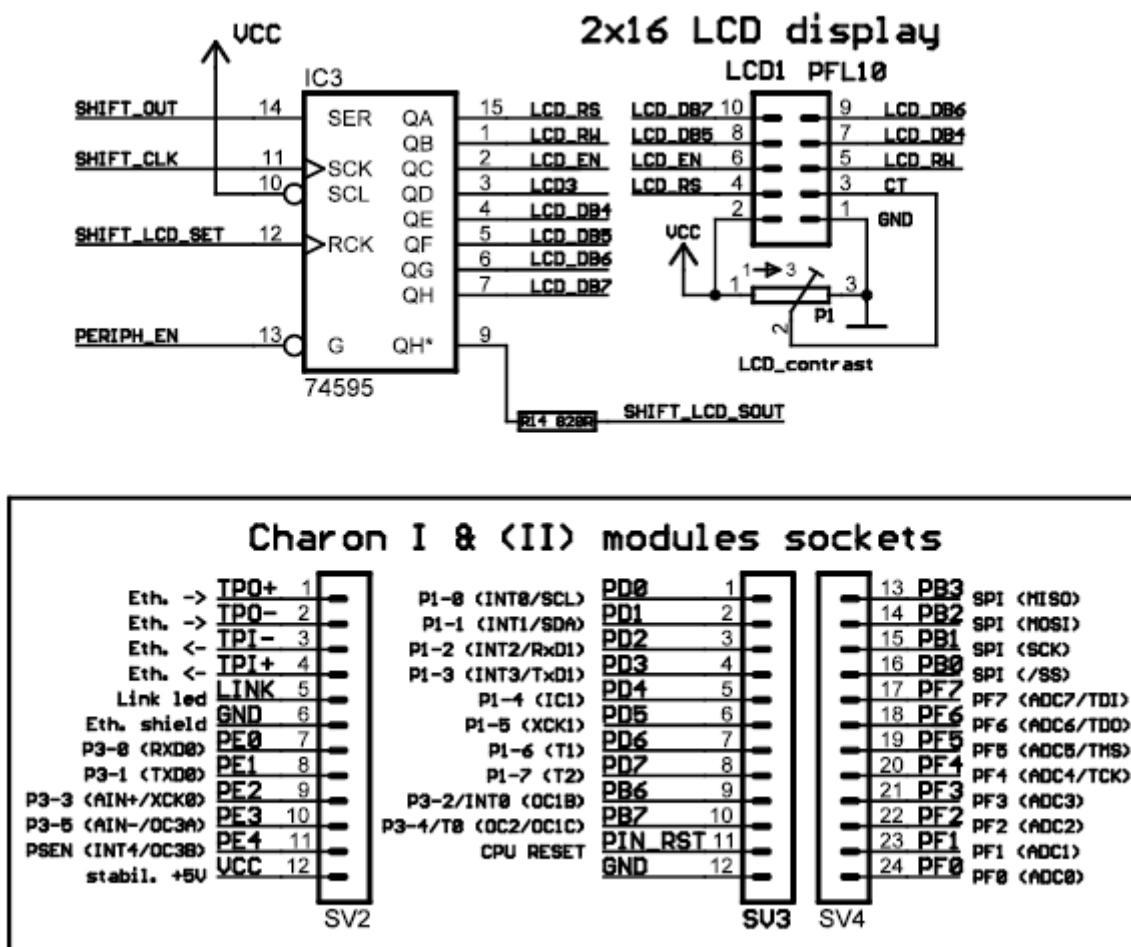 VCC
2x16 LCD display
IC3
LCD1 PFL10
SHIFT_OUT 14 SER QA 15 LCD_RS
QB 1 LCD_RW
SHIFT_CLK 11 SCK QC 2 LCD_EN
10 SCL QD 3 LCD3
QE 4 LCD_DB4
SHIFT_LCD_SET 12 RCK QF 5 LCD_DB5
QG 6 LCD_DB6
QH 7 LCD_DB7
PERIPH_EN 13 G QH* 9
74595
R14 820R SHIFT_LCD_SOUT
LCD_DB7 10 9 LCD_DB6
LCD_DB5 8 7 LCD_DB4
LCD_EN 6 5 LCD_RW
LCD_RS 4 3 CT
2 1 GND
VCC
1 3
1 3
P1
2
LCD_contrast
Charon I & (II) modules sockets
Eth. -> TPO+ 1
Eth. -> TPO- 2
Eth. <- TPI- 3
Eth. <- TPI+ 4
Link led LINK 5
Eth. shield GND 6
P3-0 (RXD0) PE0 7
P3-1 (TXD0) PE1 8
P3-3 (AIN+/XCK0) PE2 9
P3-5 (AIN-/OC3A) PE3 10
PSEN (INT4/OC3B) PE4 11
stabil. +5V VCC 12
SV2
P1-0 (INT0/SCL) PD0 1
P1-1 (INT1/SDA) PD1 2
P1-2 (INT2/RxD1) PD2 3
P1-3 (INT3/TxD1) PD3 4
P1-4 (IC1) PD4 5
P1-5 (XCK1) PD5 6
P1-6 (T1) PD6 7
P1-7 (T2) PD7 8
P3-2/INT0 (OC1B) PB6 9
P3-4/T0 (OC2/OC1C) PB7 10
CPU RESET PIN_RST 11
GND 12
SV3
13 PB3 SPI (MISO)
14 PB2 SPI (MOSI)
15 PB1 SPI (SCK)
16 PB0 SPI (/SS)
17 PF7 PF7 (ADC7/TDI)
18 PF6 PF6 (ADC6/TDO)
19 PF5 PF5 (ADC5/TMS)
20 PF4 PF4 (ADC4/TCK)
21 PF3 PF3 (ADC3)
22 PF2 PF2 (ADC2)
23 PF1 PF1 (ADC1)
24 PF0 PF0 (ADC0)
SV4